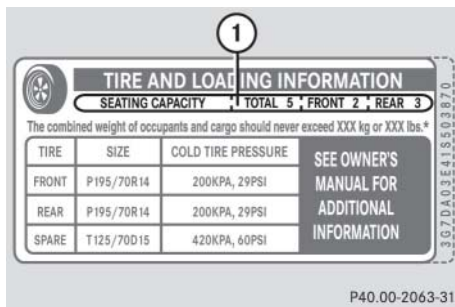 1
TIRE AND LOADING INFORMATION
SEATING CAPACITY TOTAL 5 FRONT 2 REAR 3
The combined weight of occupants and cargo should never exceed XXX kg or XXX lbs.*
TIRE SIZE COLD TIRE PRESSURE SEE OWNER'S MANUAL FOR ADDITIONAL INFORMATION
FRONT P195/70R14 200KPA, 29PSI
REAR P195/70R14 200KPA, 29PSI
SPARE T125/70D15 420KPA, 60PSI
3G7DA03E41S503870
P40.00-2063-31